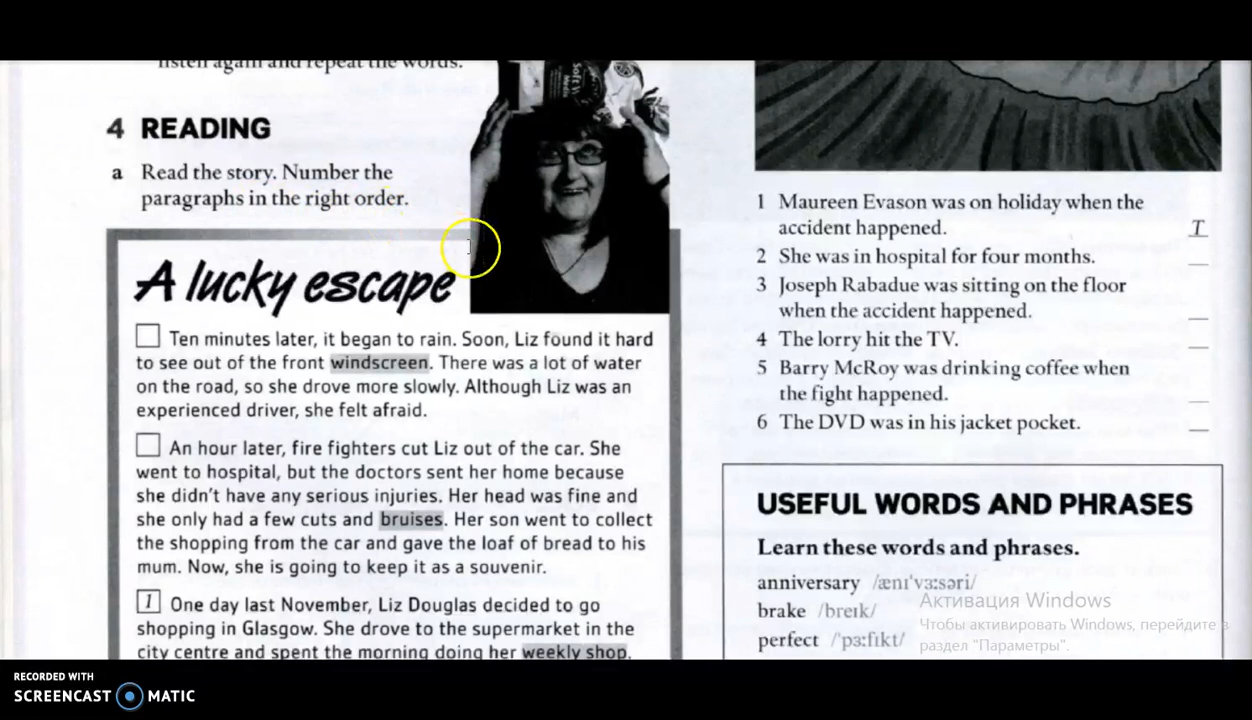 listen again and repeat the words.
4 READING
a Read the story. Number the
paragraphs in the right order.
A lucky escape
Ten minutes later, it began to rain. Soon, Liz found it hard
to see out of the front windscreen. There was a lot of water
on the road, so she drove more slowly. Although Liz was an
experienced driver, she felt afraid.
An hour later, fire fighters cut Liz out of the car. She
went to hospital, but the doctors sent her home because
she didn't have any serious injuries. Her head was fine and
she only had a few cuts and bruises. Her son went to collect
the shopping from the car and gave the loaf of bread to his
mum. Now, she is going to keep it as a souvenir.
1 One day last November, Liz Douglas decided to go
shopping in Glasgow. She drove to the supermarket in the
city centre and spent the morning doing her weekly shop.
1 Maureen Evason was on holiday when the
accident happened. T
2 She was in hospital for four months.
3 Joseph Rabadue was sitting on the floor
when the accident happened.
4 The lorry hit the TV.
5 Barry McRoy was drinking coffee when
the fight happened.
6 The DVD was in his jacket pocket.
USEFUL WORDS AND PHRASES
Learn these words and phrases.
anniversary /ænɪˈvɜːsəri/
brake /breɪk/
perfect /ˈpɜːfɪkt/
Активация Windows
Чтобы активировать Windows, перейдите в
раздел "Параметры".
RECORDED WITH
SCREENCAST MATIC